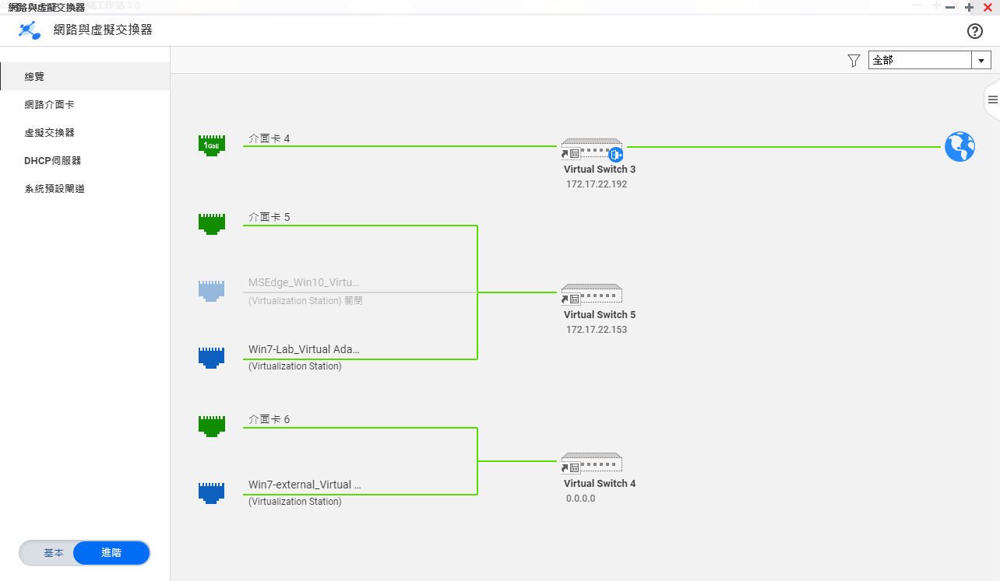 網路與虛擬交換器
網路與虛擬交換器
總覽
網路介面卡
虛擬交換器
DHCP伺服器
系統預設閘道
基本
進階
全部
1GbE
介面卡 4
Virtual Switch 3
172.17.22.192
介面卡 5
MSEdge_Win10_Virtu...
(Virtualization Station) 關閉
Win7-Lab_Virtual Ada...
(Virtualization Station)
Virtual Switch 5
172.17.22.153
介面卡 6
Win7-external_Virtual ...
(Virtualization Station)
Virtual Switch 4
0.0.0.0